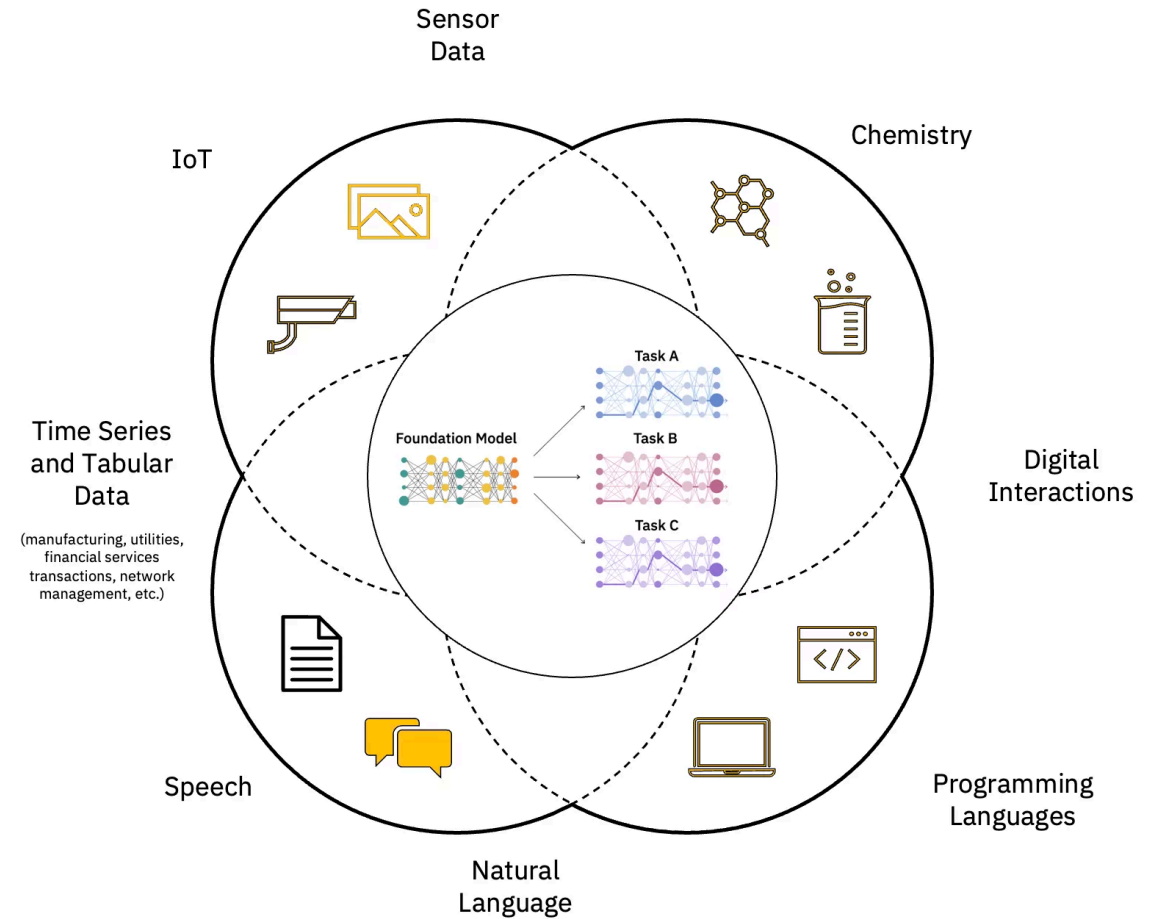 Sensor
Data
Chemistry
IoT
Task A
Time Series
and Tabular
Data
Foundation Model
Task B
Digital
Interactions
(manufacturing, utilities,
financial services
transactions, network
management, etc.)
Task C
</>
Speech
Programming
Languages
Natural
Language